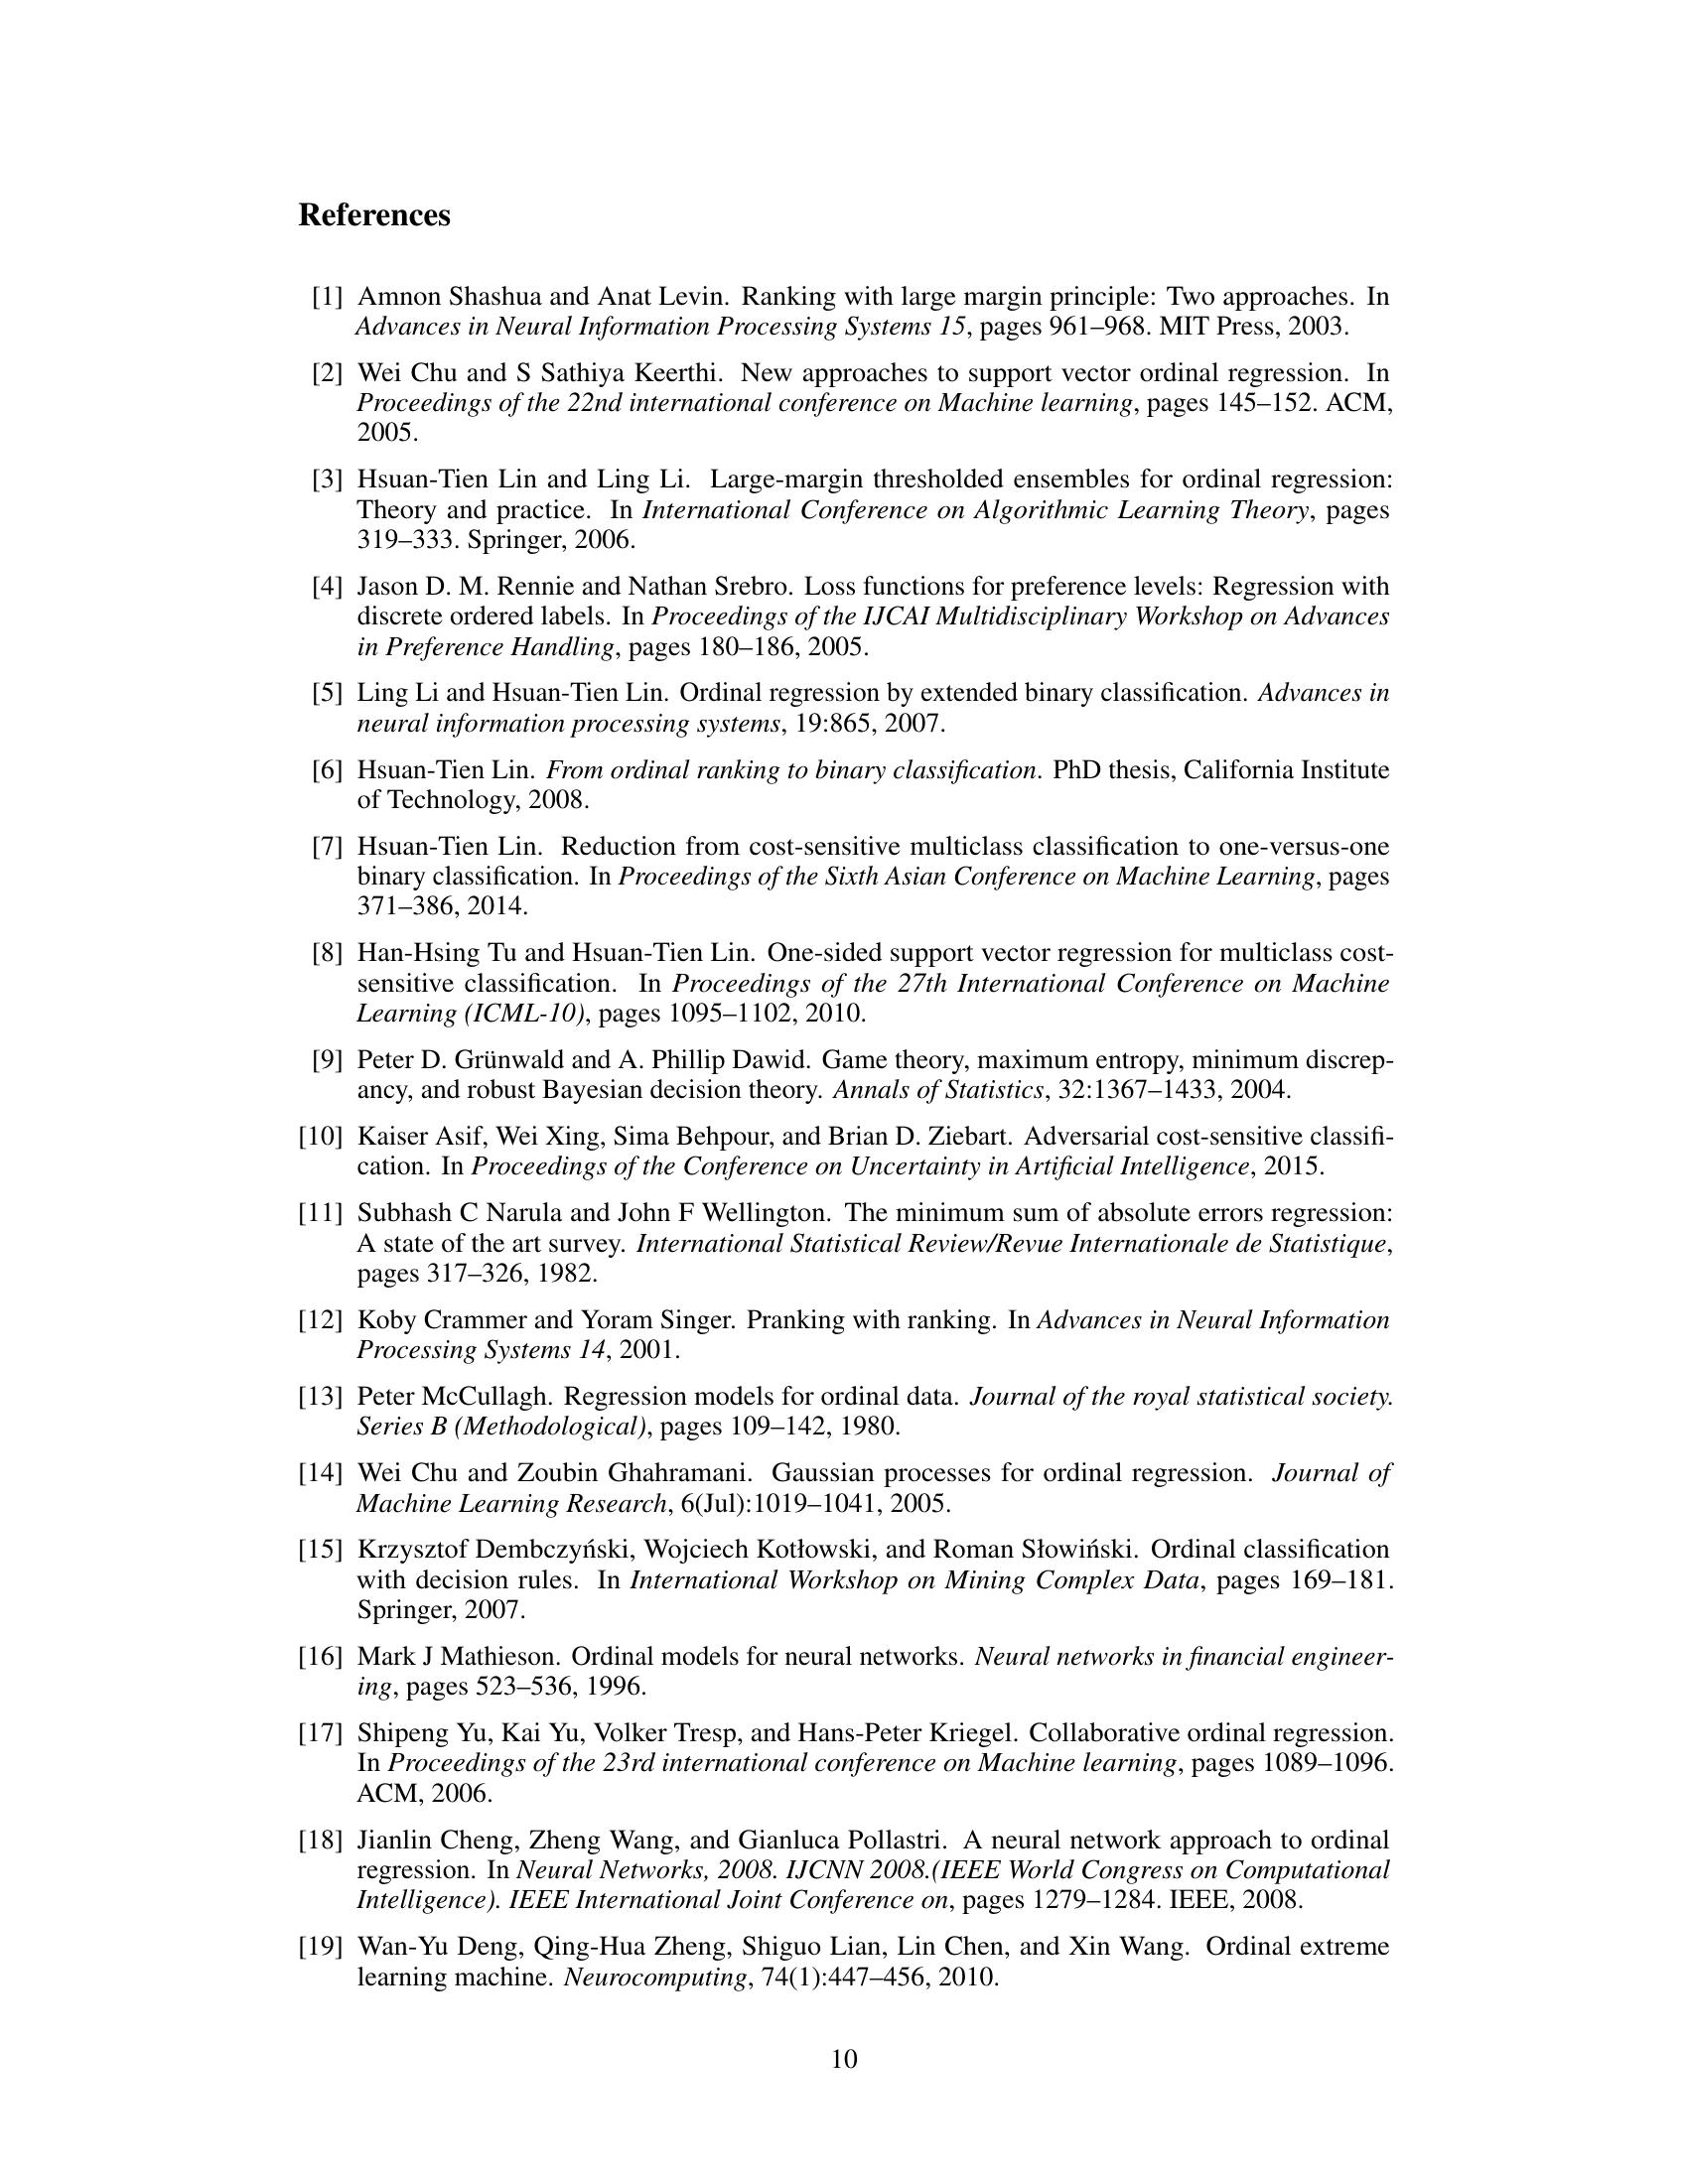 References
[1] Amnon Shashua and Anat Levin. Ranking with large margin principle: Two approaches. In
Advances in Neural Information Processing Systems 15, pages 961–968. MIT Press, 2003.
[2] Wei Chu and S Sathiya Keerthi. New approaches to support vector ordinal regression. In
Proceedings of the 22nd international conference on Machine learning, pages 145–152. ACM,
2005.
[3] Hsuan-Tien Lin and Ling Li. Large-margin thresholded ensembles for ordinal regression:
Theory and practice. In International Conference on Algorithmic Learning Theory, pages
319–333. Springer, 2006.
[4] Jason D. M. Rennie and Nathan Srebro. Loss functions for preference levels: Regression with
discrete ordered labels. In Proceedings of the IJCAI Multidisciplinary Workshop on Advances
in Preference Handling, pages 180–186, 2005.
[5] Ling Li and Hsuan-Tien Lin. Ordinal regression by extended binary classification. Advances in
neural information processing systems, 19:865, 2007.
[6] Hsuan-Tien Lin. From ordinal ranking to binary classification. PhD thesis, California Institute
of Technology, 2008.
[7] Hsuan-Tien Lin. Reduction from cost-sensitive multiclass classification to one-versus-one
binary classification. In Proceedings of the Sixth Asian Conference on Machine Learning, pages
371–386, 2014.
[8] Han-Hsing Tu and Hsuan-Tien Lin. One-sided support vector regression for multiclass cost-
sensitive classification. In Proceedings of the 27th International Conference on Machine
Learning (ICML-10), pages 1095–1102, 2010.
[9] Peter D. Grünwald and A. Phillip Dawid. Game theory, maximum entropy, minimum discrep-
ancy, and robust Bayesian decision theory. Annals of Statistics, 32:1367–1433, 2004.
[10] Kaiser Asif, Wei Xing, Sima Behpour, and Brian D. Ziebart. Adversarial cost-sensitive classifi-
cation. In Proceedings of the Conference on Uncertainty in Artificial Intelligence, 2015.
[11] Subhash C Narula and John F Wellington. The minimum sum of absolute errors regression:
A state of the art survey. International Statistical Review/Revue Internationale de Statistique,
pages 317–326, 1982.
[12] Koby Crammer and Yoram Singer. Pranking with ranking. In Advances in Neural Information
Processing Systems 14, 2001.
[13] Peter McCullagh. Regression models for ordinal data. Journal of the royal statistical society.
Series B (Methodological), pages 109–142, 1980.
[14] Wei Chu and Zoubin Ghahramani. Gaussian processes for ordinal regression. Journal of
Machine Learning Research, 6(Jul):1019–1041, 2005.
[15] Krzysztof Dembczyński, Wojciech Kotłowski, and Roman Słowiński. Ordinal classification
with decision rules. In International Workshop on Mining Complex Data, pages 169–181.
Springer, 2007.
[16] Mark J Mathieson. Ordinal models for neural networks. Neural networks in financial engineer-
ing, pages 523–536, 1996.
[17] Shipeng Yu, Kai Yu, Volker Tresp, and Hans-Peter Kriegel. Collaborative ordinal regression.
In Proceedings of the 23rd international conference on Machine learning, pages 1089–1096.
ACM, 2006.
[18] Jianlin Cheng, Zheng Wang, and Gianluca Pollastri. A neural network approach to ordinal
regression. In Neural Networks, 2008. IJCNN 2008.(IEEE World Congress on Computational
Intelligence). IEEE International Joint Conference on, pages 1279–1284. IEEE, 2008.
[19] Wan-Yu Deng, Qing-Hua Zheng, Shiguo Lian, Lin Chen, and Xin Wang. Ordinal extreme
learning machine. Neurocomputing, 74(1):447–456, 2010.
10